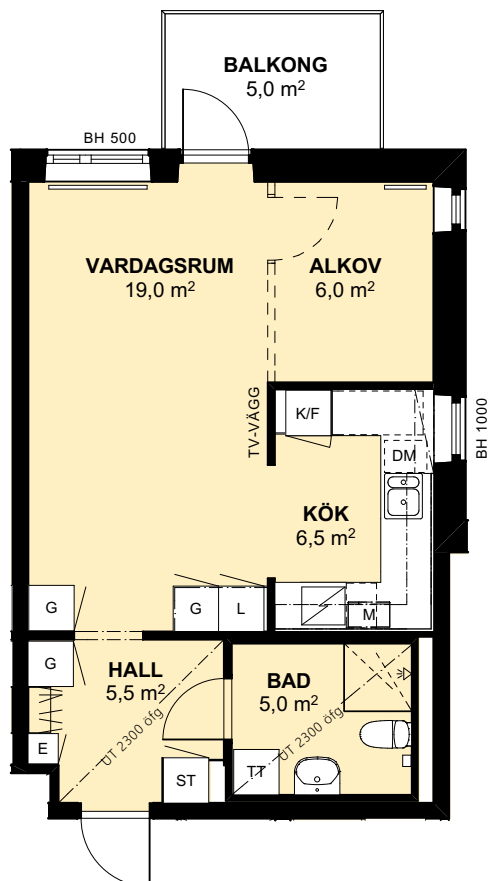 BALKONG
5,0 m²
BH 500
VARDAGSRUM
19,0 m²
ALKOV
6,0 m²
TV-VÄGG
K/F
BH 1000
DM
KÖK
6,5 m²
G
G
L
M
G
HALL
5,5 m²
BAD
5,0 m²
UT 2300 öfg
UT 2300 öfg
E
ST
TT